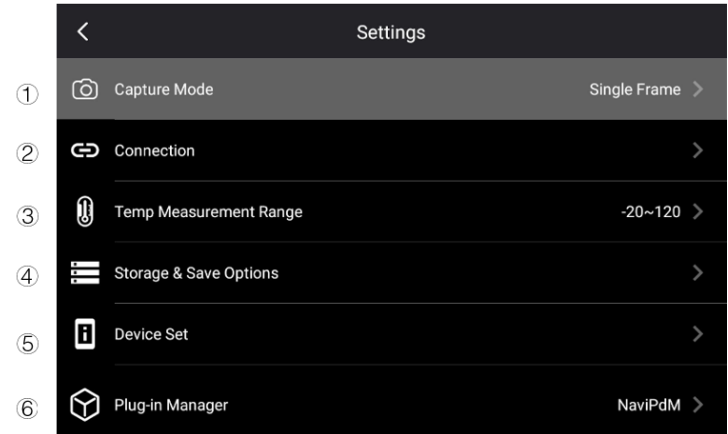 Settings
① Capture Mode Single Frame
② Connection
③ Temp Measurement Range -20~120
④ Storage & Save Options
⑤ Device Set
⑥ Plug-in Manager NaviPdM